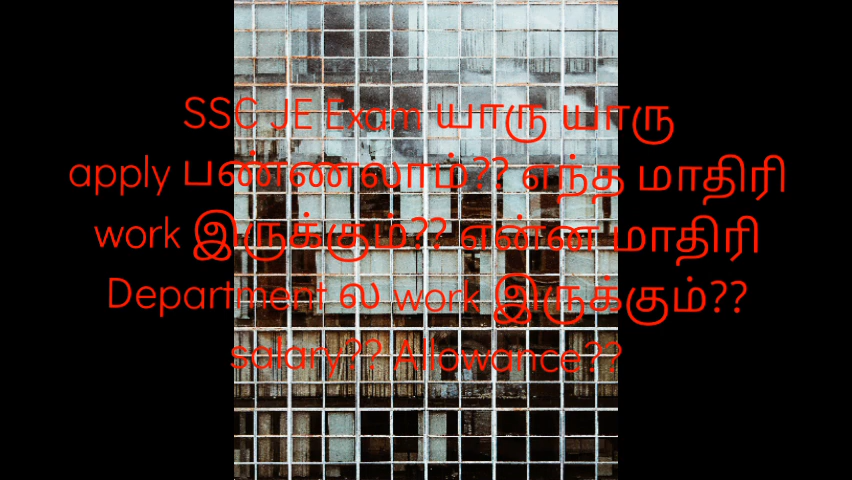 SSC JE Exam யாரு யாரு
apply பண்ணலாம்?? எந்த மாதிரி
work இருக்கும்?? என்ன மாதிரி
Department ல work இருக்கும்??
salary?? Allowance??